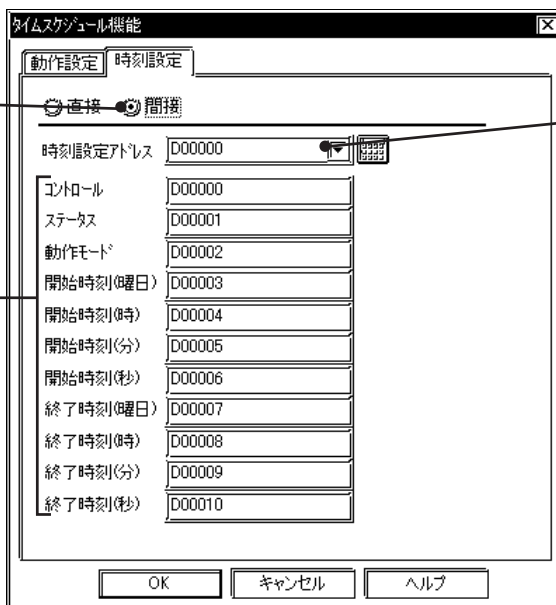 タイムスケジュール機能
動作設定 時刻設定
直接 間接
時刻設定アドレス D00000
コントロール D00000
ステータス D00001
動作モード D00002
開始時刻(曜日) D00003
開始時刻(時) D00004
開始時刻(分) D00005
開始時刻(秒) D00006
終了時刻(曜日) D00007
終了時刻(時) D00008
終了時刻(分) D00009
終了時刻(秒) D00010
OK キャンセル ヘルプ